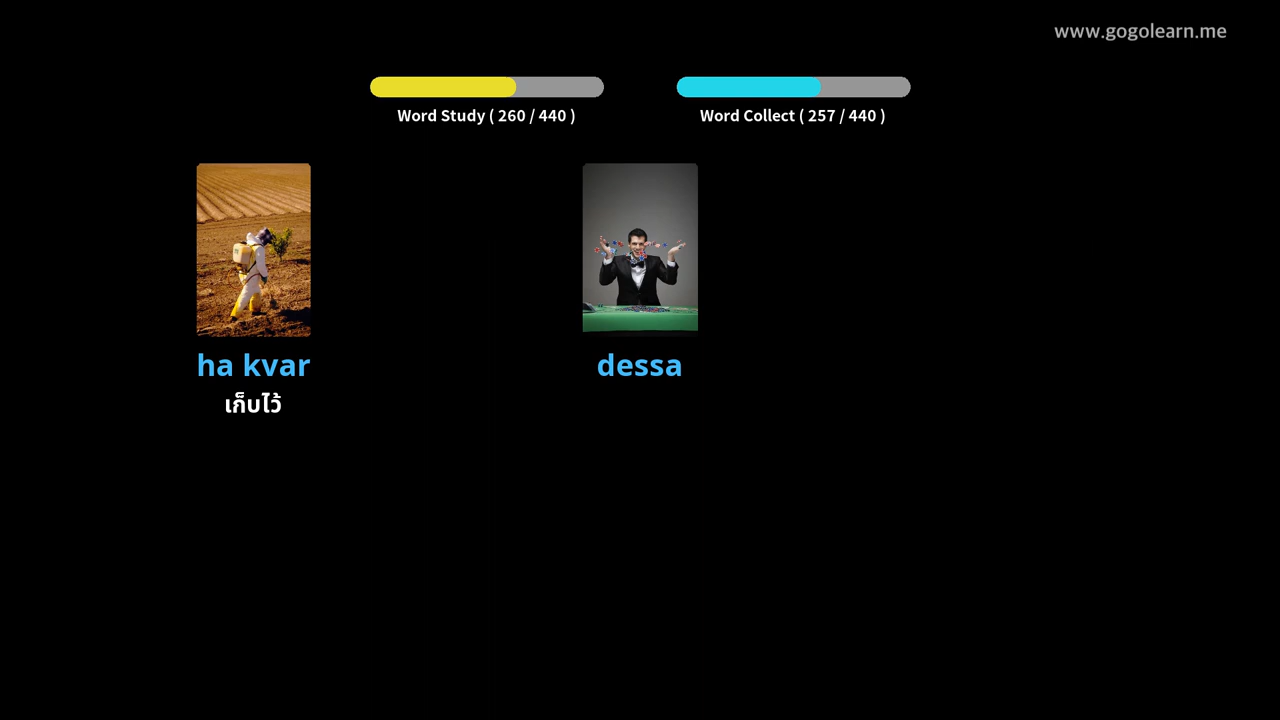 www.gogolearn.me
Word Study ( 260 / 440 )
Word Collect ( 257 / 440 )
ha kvar
เก็บไว้
dessa